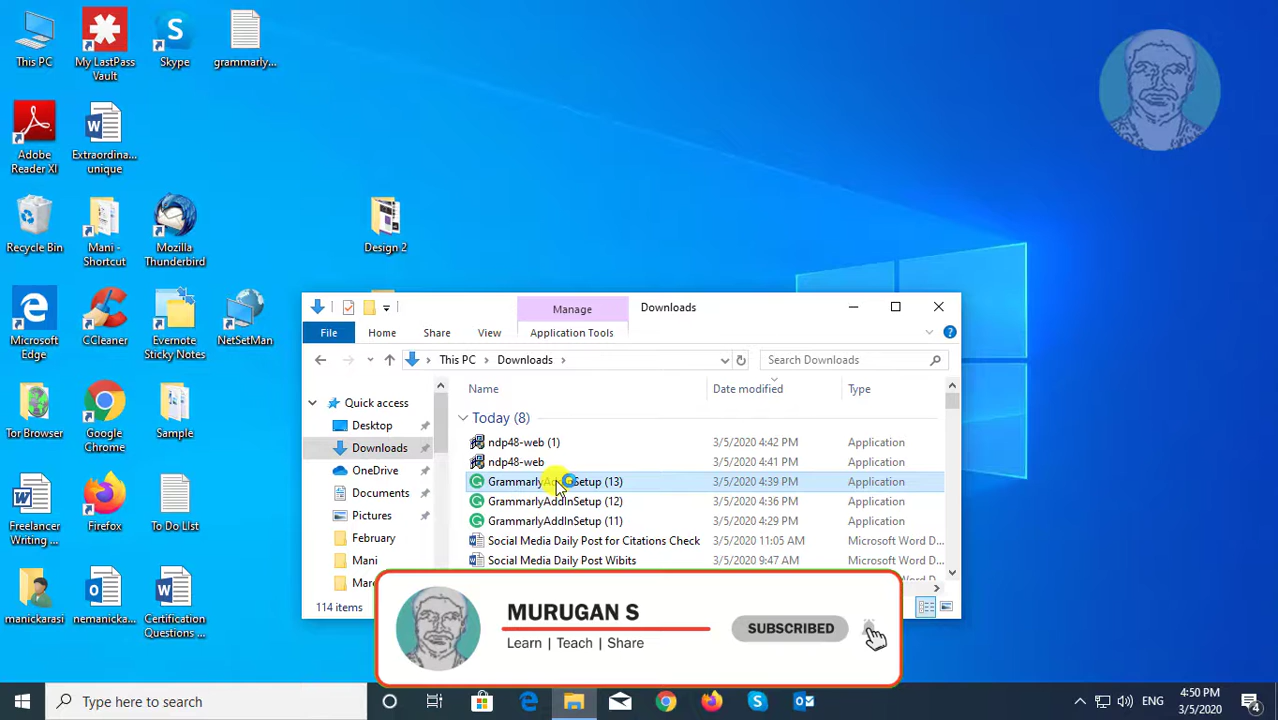 This PC
My LastPass
Vault
Skype
grammarly...
Adobe
Reader XI
Extraordina...
unique
Recycle Bin
Mani -
Shortcut
Mozilla
Thunderbird
Design 2
Microsoft
Edge
CCleaner
Evernote
Sticky Notes
NetSetMan
Tor Browser
Google
Chrome
Sample
Freelancer
Writing ...
Firefox
To Do LIst
manickarasi
nemanicka...
Certification
Questions ...
Manage
Downloads
File
Home
Share
View
Application Tools
This PC
Downloads
Search Downloads
Name
Date modified
Type
Quick access
Desktop
Downloads
OneDrive
Documents
Pictures
February
Mani
Today (8)
ndp48-web (1) 3/5/2020 4:42 PM Application
ndp48-web 3/5/2020 4:41 PM Application
GrammarlyAddInSetup (13) 3/5/2020 4:39 PM Application
GrammarlyAddInSetup (12) 3/5/2020 4:36 PM Application
GrammarlyAddInSetup (11) 3/5/2020 4:29 PM Application
Social Media Daily Post for Citations Check 3/5/2020 11:05 AM Microsoft Word D...
Social Media Daily Post Wibits 3/5/2020 9:47 AM Microsoft Word D...
114 items
MURUGAN S
Learn | Teach | Share
SUBSCRIBED
Type here to search
ENG
4:50 PM
3/5/2020
4